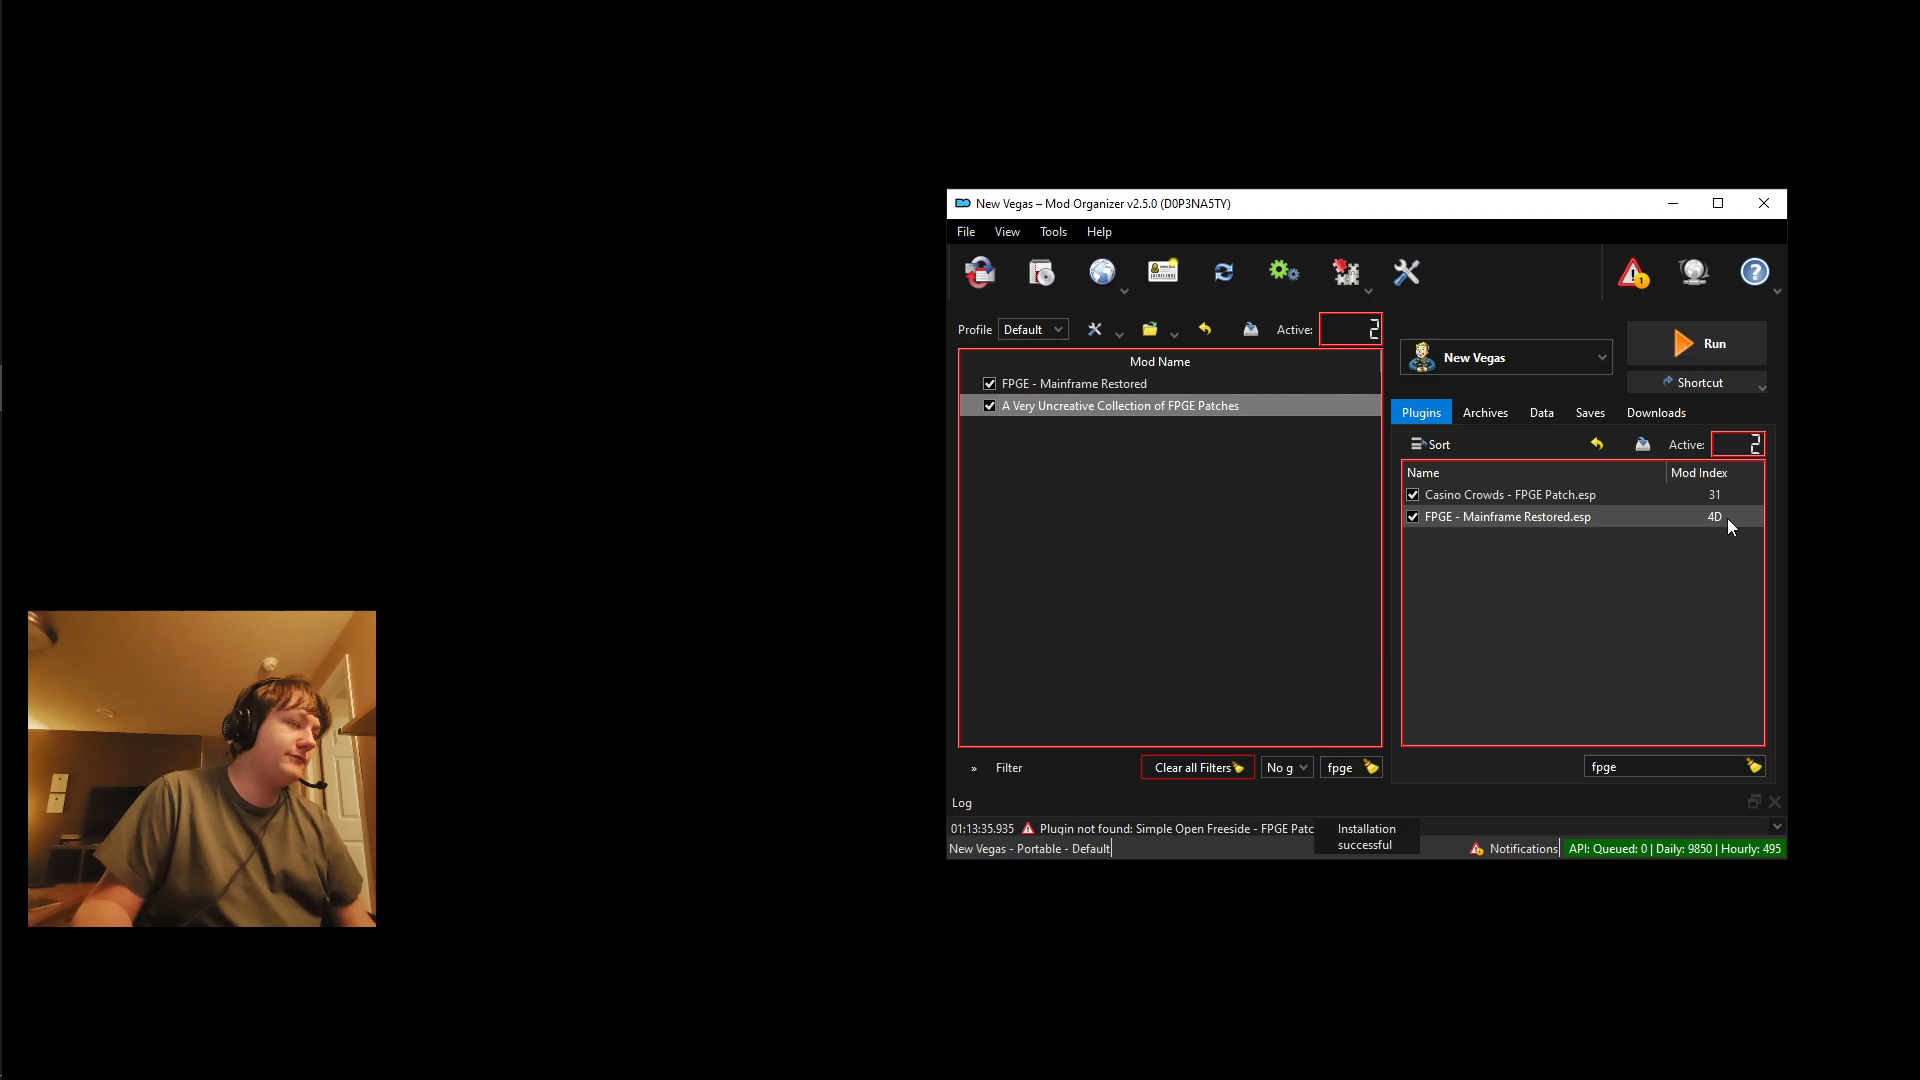 New Vegas – Mod Organizer v2.5.0 (D0P3NA5TY)
File View Tools Help
Profile Default Active: 2
Mod Name
FPGE - Mainframe Restored
A Very Uncreative Collection of FPGE Patches
New Vegas
Run
Shortcut
Plugins Archives Data Saves Downloads
Sort Active: 2
Name Mod Index
Casino Crowds - FPGE Patch.esp 31
FPGE - Mainframe Restored.esp 4D
» Filter Clear all Filters No g fpge
fpge
Log
01:13:35.935 Plugin not found: Simple Open Freeside - FPGE Patc
Installation
successful
New Vegas - Portable - Default
Notifications API: Queued: 0 | Daily: 9850 | Hourly: 495